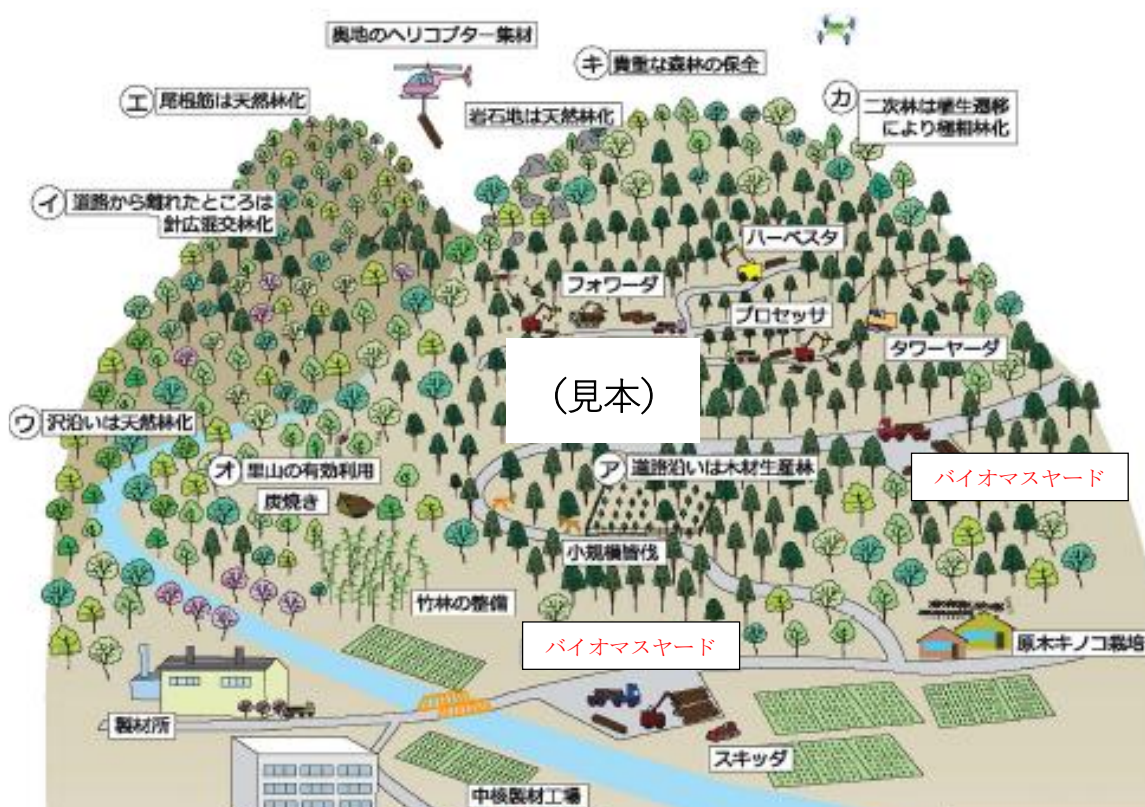 奥地のヘリコプター集材
キ 貴重な森林の保全
エ 尾根筋は天然林化
岩石地は天然林化
カ 二次林は植生遷移
により極相林化
イ 道路から離れたところは
針広混交林化
ハーベスタ
フォワーダ
プロセッサ
タワーヤーダ
（見本）
ウ 沢沿いは天然林化
オ 里山の有効利用
ア 道路沿いは木材生産林
バイオマスヤード
炭焼き
小規模皆伐
竹林の整備
バイオマスヤード
原木キノコ栽培
製材所
スキッダ
中核製材工場